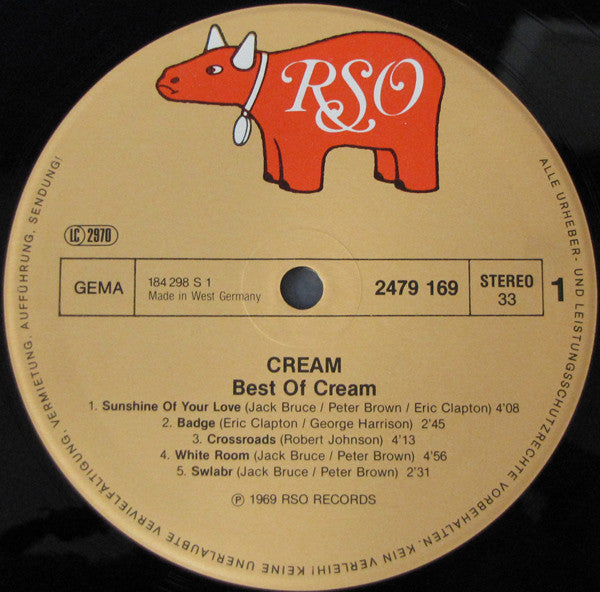 RSO
LC 2970
GEMA
184 298 S 1
Made in West Germany
2479 169
STEREO
33
1
CREAM
Best Of Cream
1. Sunshine Of Your Love (Jack Bruce / Peter Brown / Eric Clapton) 4'08
2. Badge (Eric Clapton / George Harrison) 2'45
3. Crossroads (Robert Johnson) 4'13
4. White Room (Jack Bruce / Peter Brown) 4'56
5. Swlabr (Jack Bruce / Peter Brown) 2'31
℗ 1969 RSO RECORDS
ALLE URHEBER- UND LEISTUNGSSCHUTZRECHTE VORBEHALTEN. KEIN VERLEIH! KEINE UNERLAUBTE VERVIELFÄLTIGUNG, VERMIETUNG, AUFFÜHRUNG, SENDUNG!